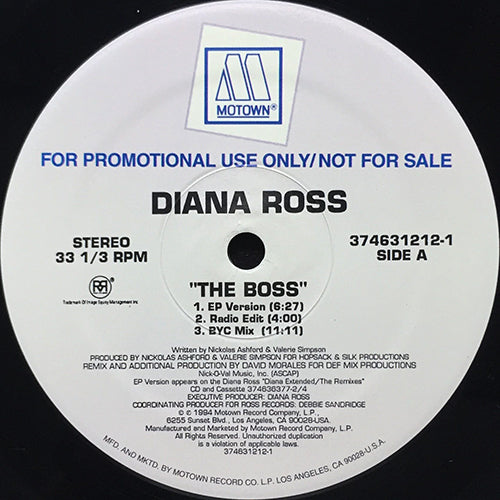 MOTOWN®
FOR PROMOTIONAL USE ONLY/NOT FOR SALE
DIANA ROSS
STEREO
33 1/3 RPM
374631212-1
SIDE A
Trademark Of Image Equity Management Inc
"THE BOSS"
1. EP Version (6:27)
2. Radio Edit (4:00)
3. BYC Mix (11:11)
Written by Nickolas Ashford & Valerie Simpson
PRODUCED BY NICKOLAS ASHFORD & VALERIE SIMPSON FOR HOPSACK & SILK PRODUCTIONS
REMIX AND ADDITIONAL PRODUCTION BY DAVID MORALES FOR DEF MIX PRODUCTIONS
Nick-O-Val Music, Inc. (ASCAP)
EP Version appears on the Diana Ross "Diana Extended/The Remixes"
CD and Cassette 374636377-2/4
EXECUTIVE PRODUCER: DIANA ROSS
COORDINATING PRODUCER FOR ROSS RECORDS: DEBBIE SANDRIDGE
℗ © 1994 Motown Record Company, L.P.,
6255 Sunset Blvd., Los Angeles, CA 90028-USA.
Manufactured and Marketed by Motown Record Company, L.P.
All Rights Reserved. Unauthorized duplication
is a violation of applicable laws.
374631212-1
MFD. AND MKTD. BY MOTOWN RECORD CO. L.P. LOS ANGELES, CA 90028-U.S.A.